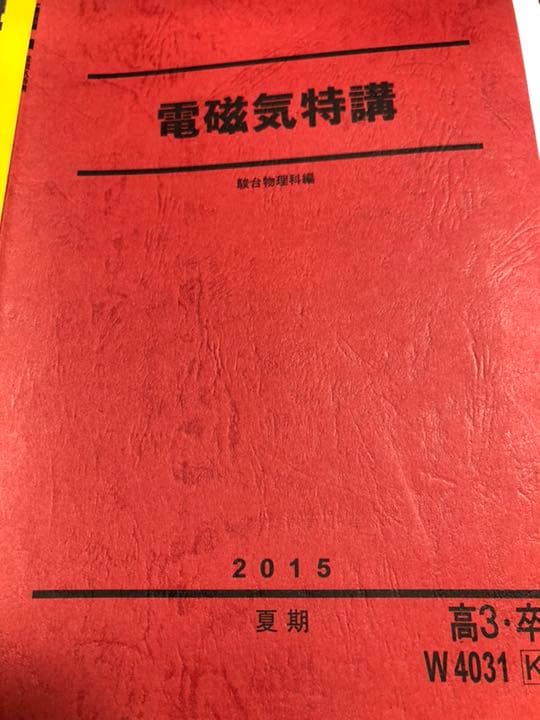 電磁気特講
駿台物理科編
2015
夏期
高3·卒
W4031 K